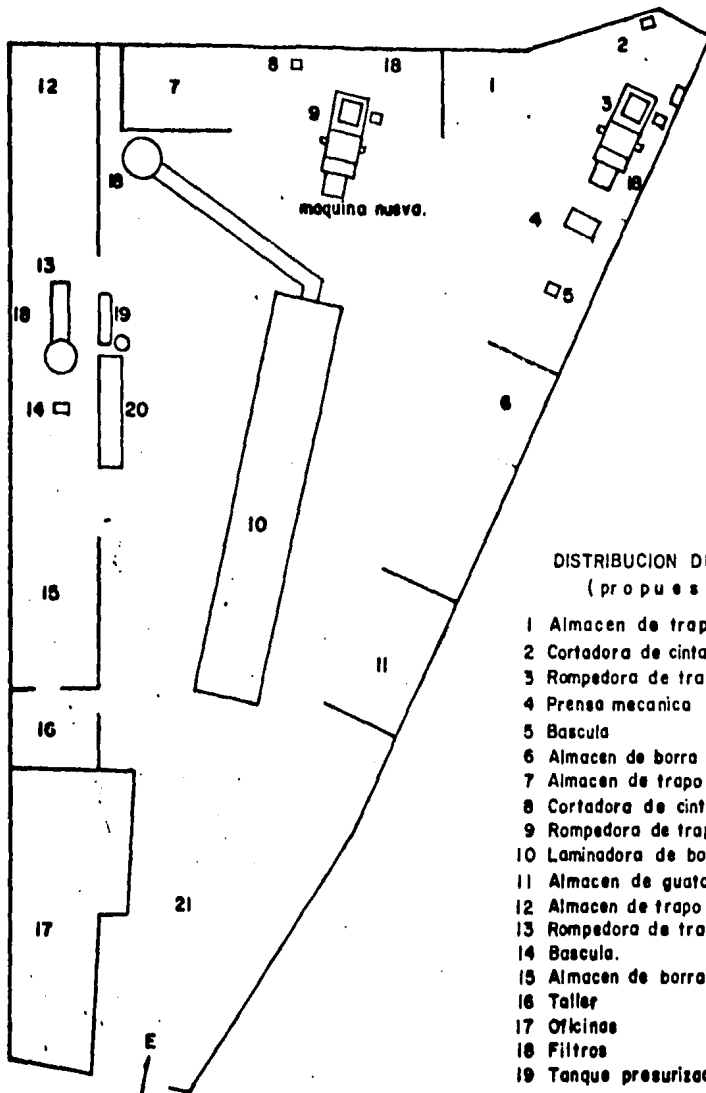 2
12
7
8
18
1
9
3
18
maquina nueva.
18
4
13
5
18
19
14
20
6
10
15
11
16
17
21
E
DISTRIBUCION
(propues
1 Almacen de trap
2 Cortadora de cinta
3 Rompedora de tra
4 Prensa mecanica
5 Bascula
6 Almacen de borra
7 Almacen de trapo
8 Cortadora de cint
9 Rompedora de trap
10 Laminadora de bo
11 Almacen de guata
12 Almacen de trapo
13 Rompedora de tra
14 Bascula.
15 Almacen de borra
16 Taller
17 Oficinas
18 Filtros
19 Tanque presuriza